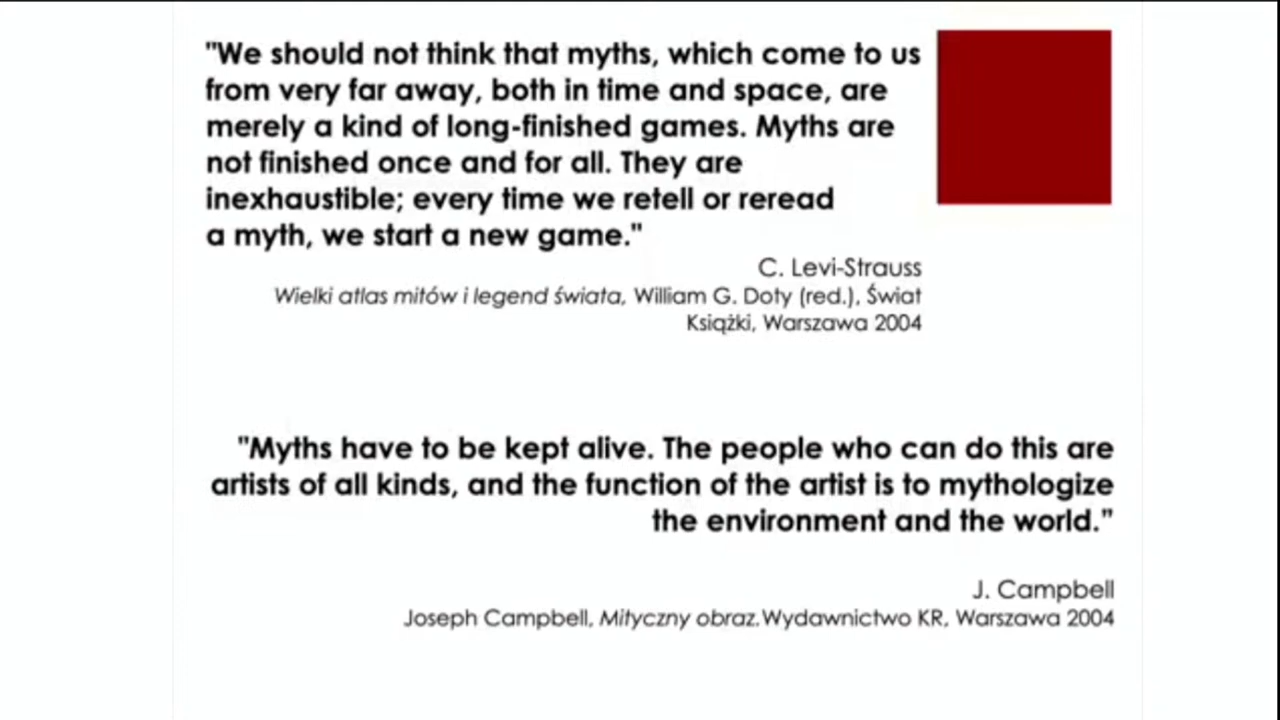 "We should not think that myths, which come to us
from very far away, both in time and space, are
merely a kind of long-finished games. Myths are
not finished once and for all. They are
inexhaustible; every time we retell or reread
a myth, we start a new game."
C. Levi-Strauss
Wielki atlas mitów i legend świata, William G. Doty (red.), Świat
Książki, Warszawa 2004
"Myths have to be kept alive. The people who can do this are
artists of all kinds, and the function of the artist is to mythologize
the environment and the world.”
J. Campbell
Joseph Campbell, Mityczny obraz.Wydawnictwo KR, Warszawa 2004